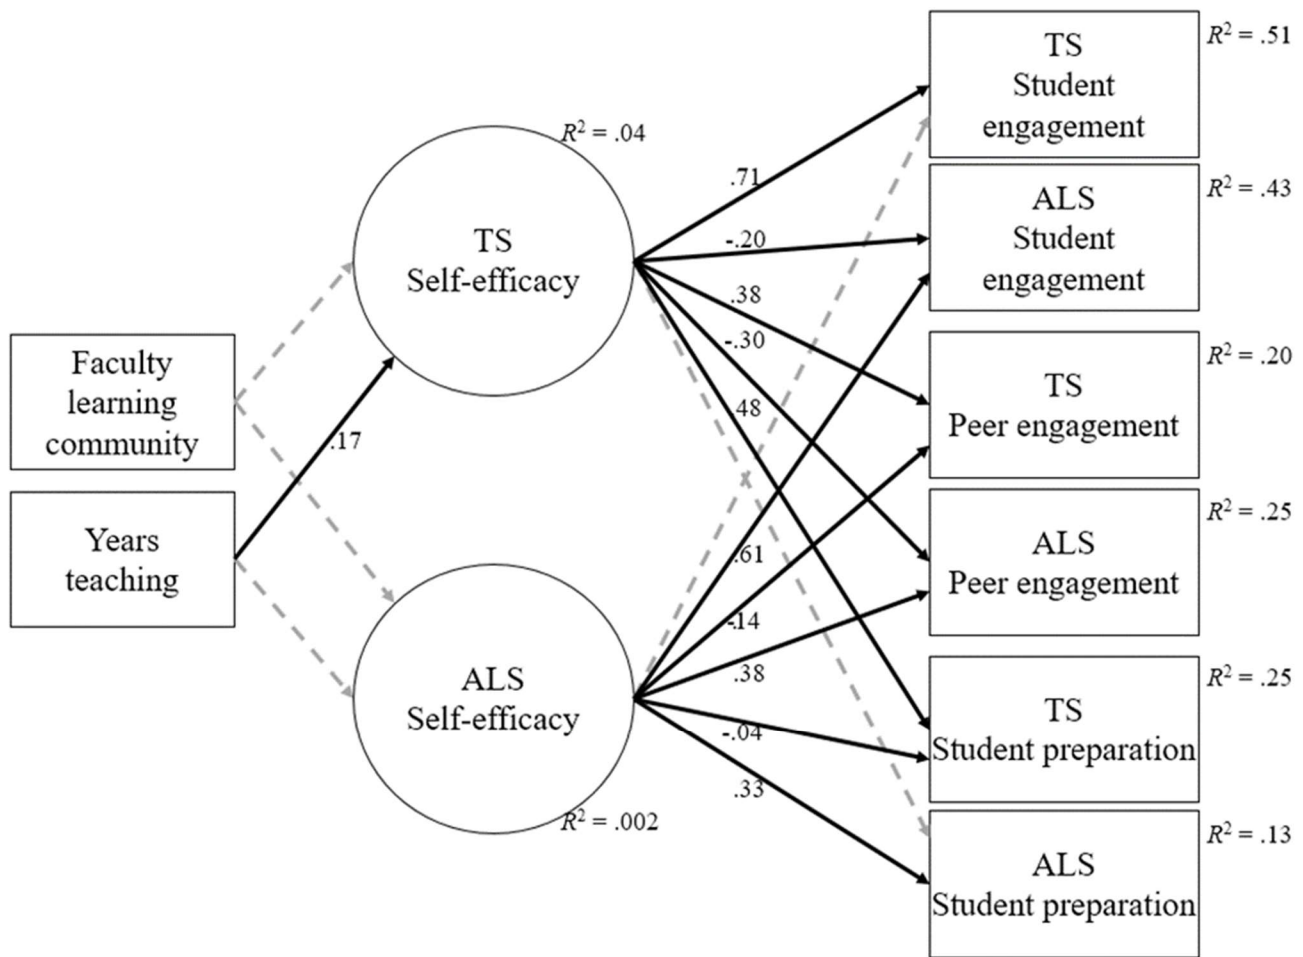 TS
Student
engagement
R² = .51
R² = .04
TS
Self-efficacy
.71
-.20
.38
-.30
.48
ALS
Student
engagement
R² = .43
Faculty
learning
community
.17
TS
Peer engagement
R² = .20
Years
teaching
ALS
Peer engagement
R² = .25
ALS
Self-efficacy
R² = .002
.61
-.14
.38
-.04
.33
TS
Student preparation
R² = .25
ALS
Student preparation
R² = .13